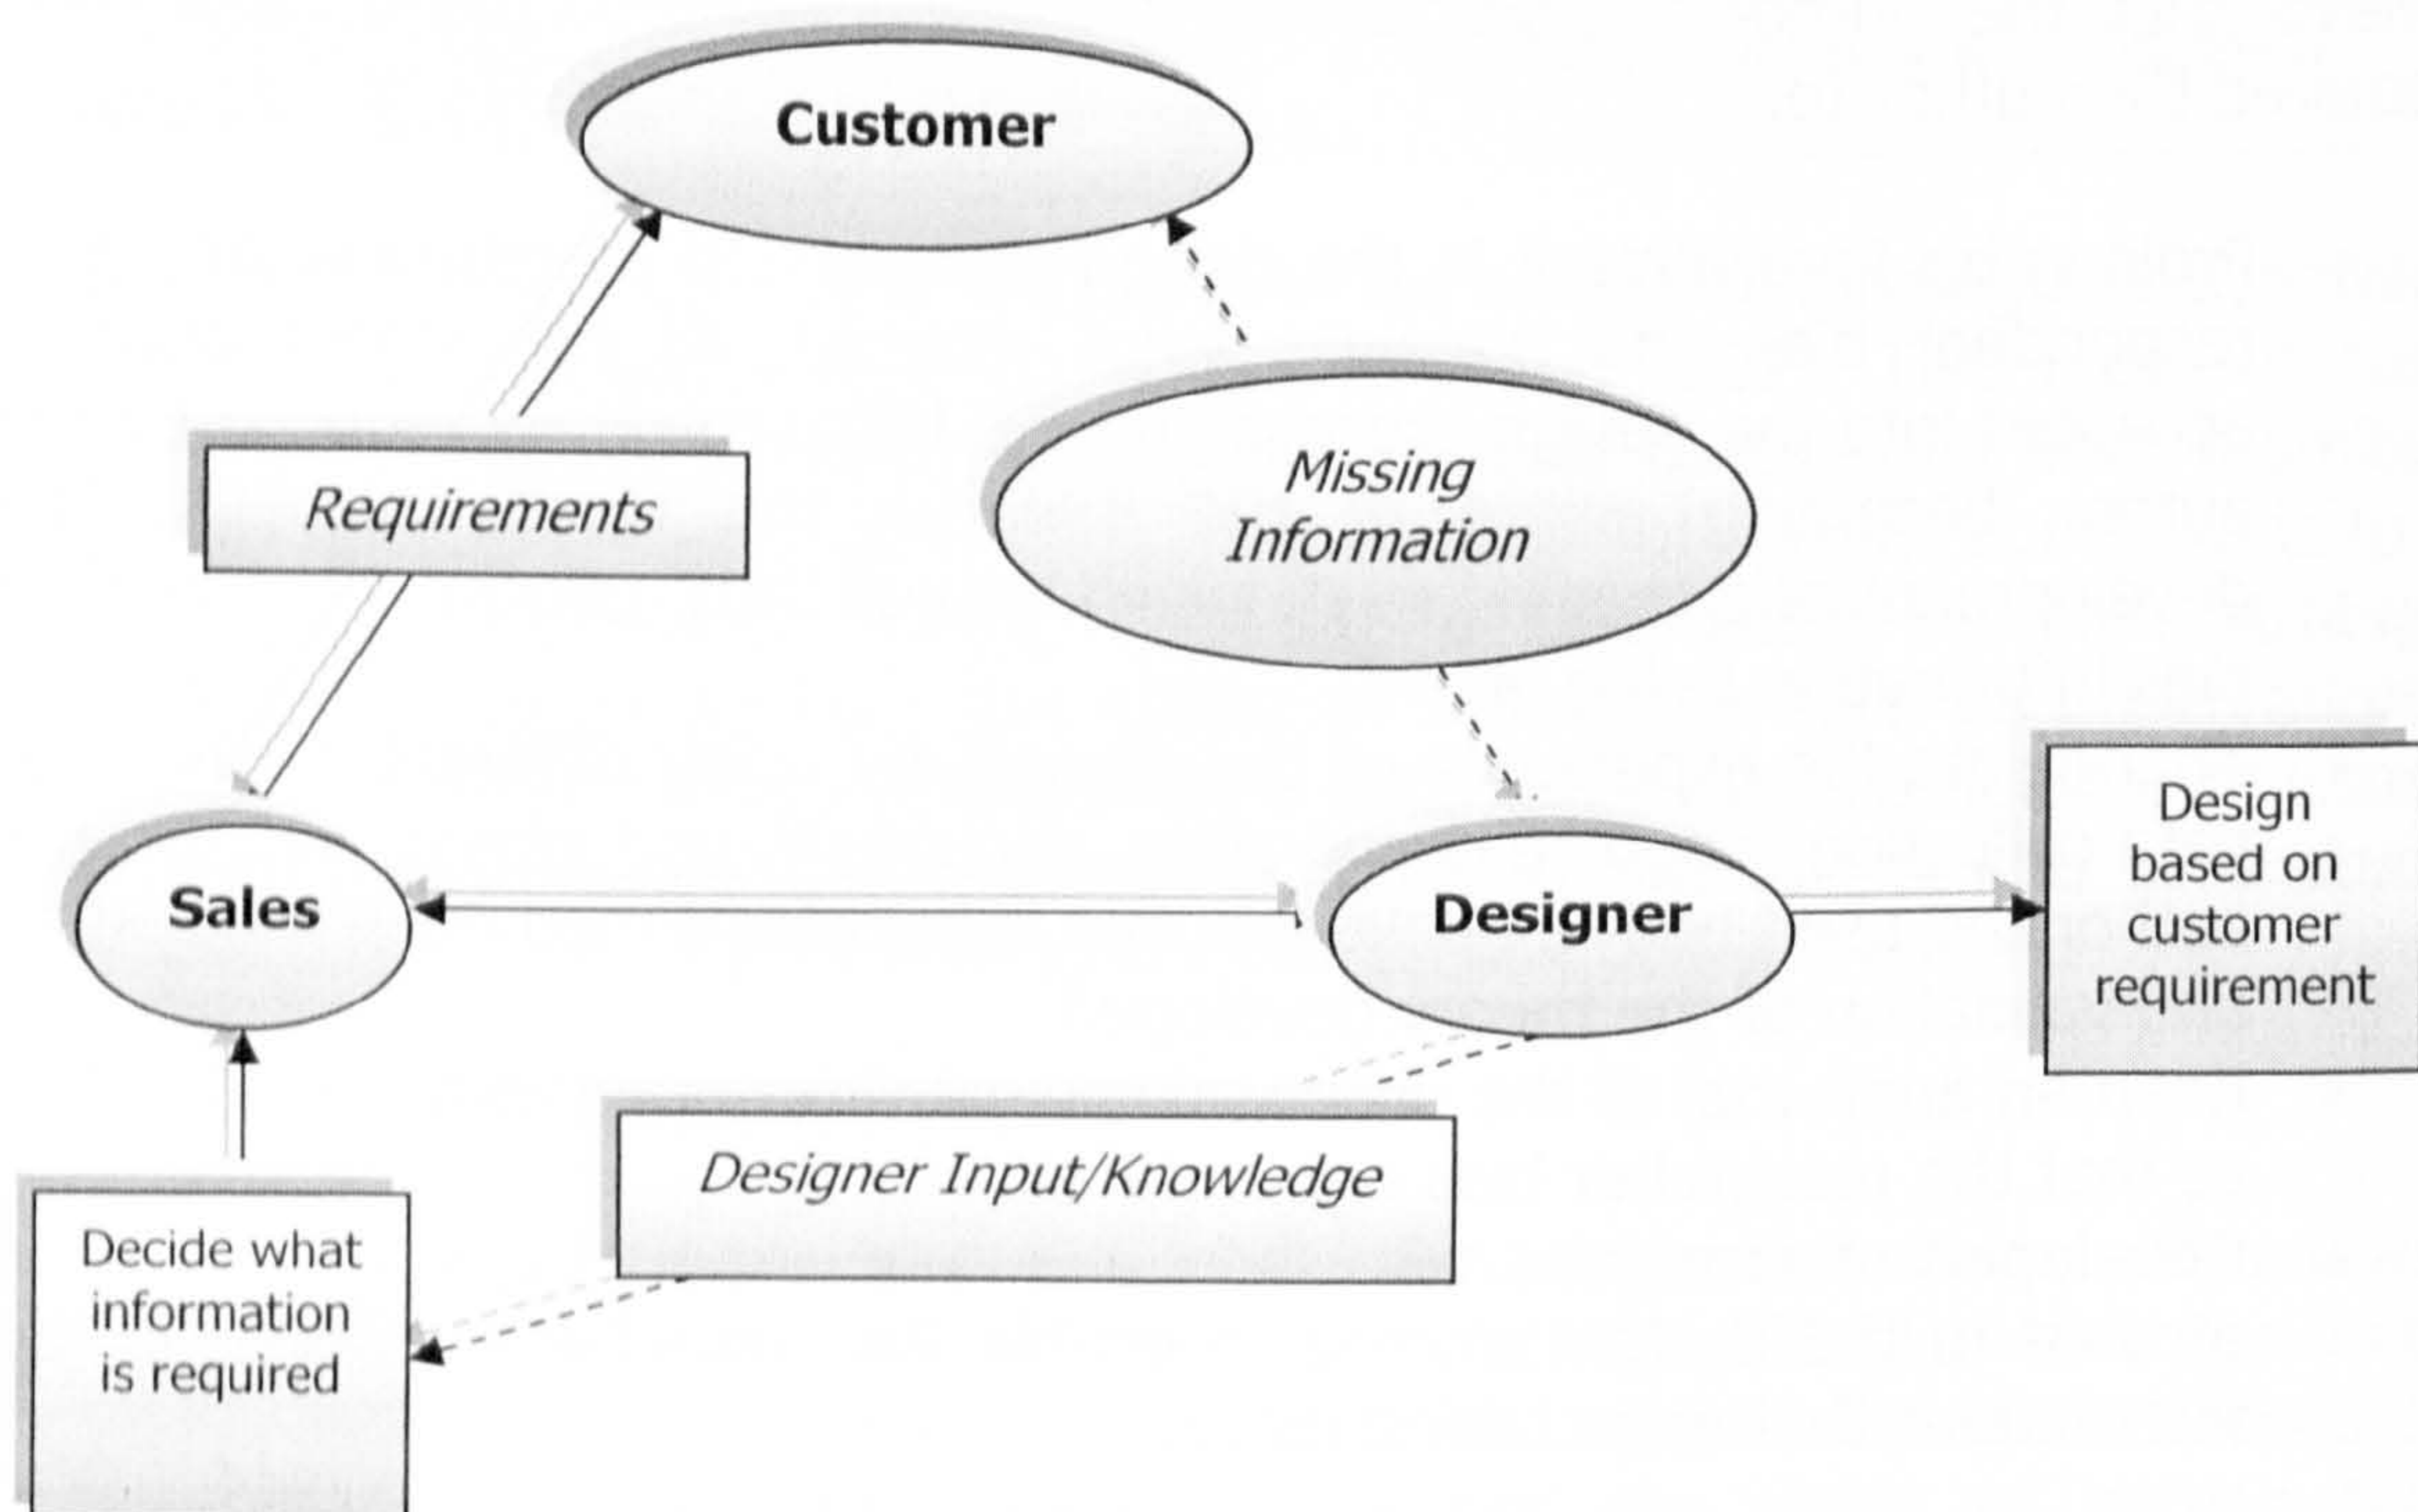 Customer
Requirements
Missing
Information
Sales
Designer
Design
based on
customer
requirement
Designer Input/Knowledge
Decide what
information
is required